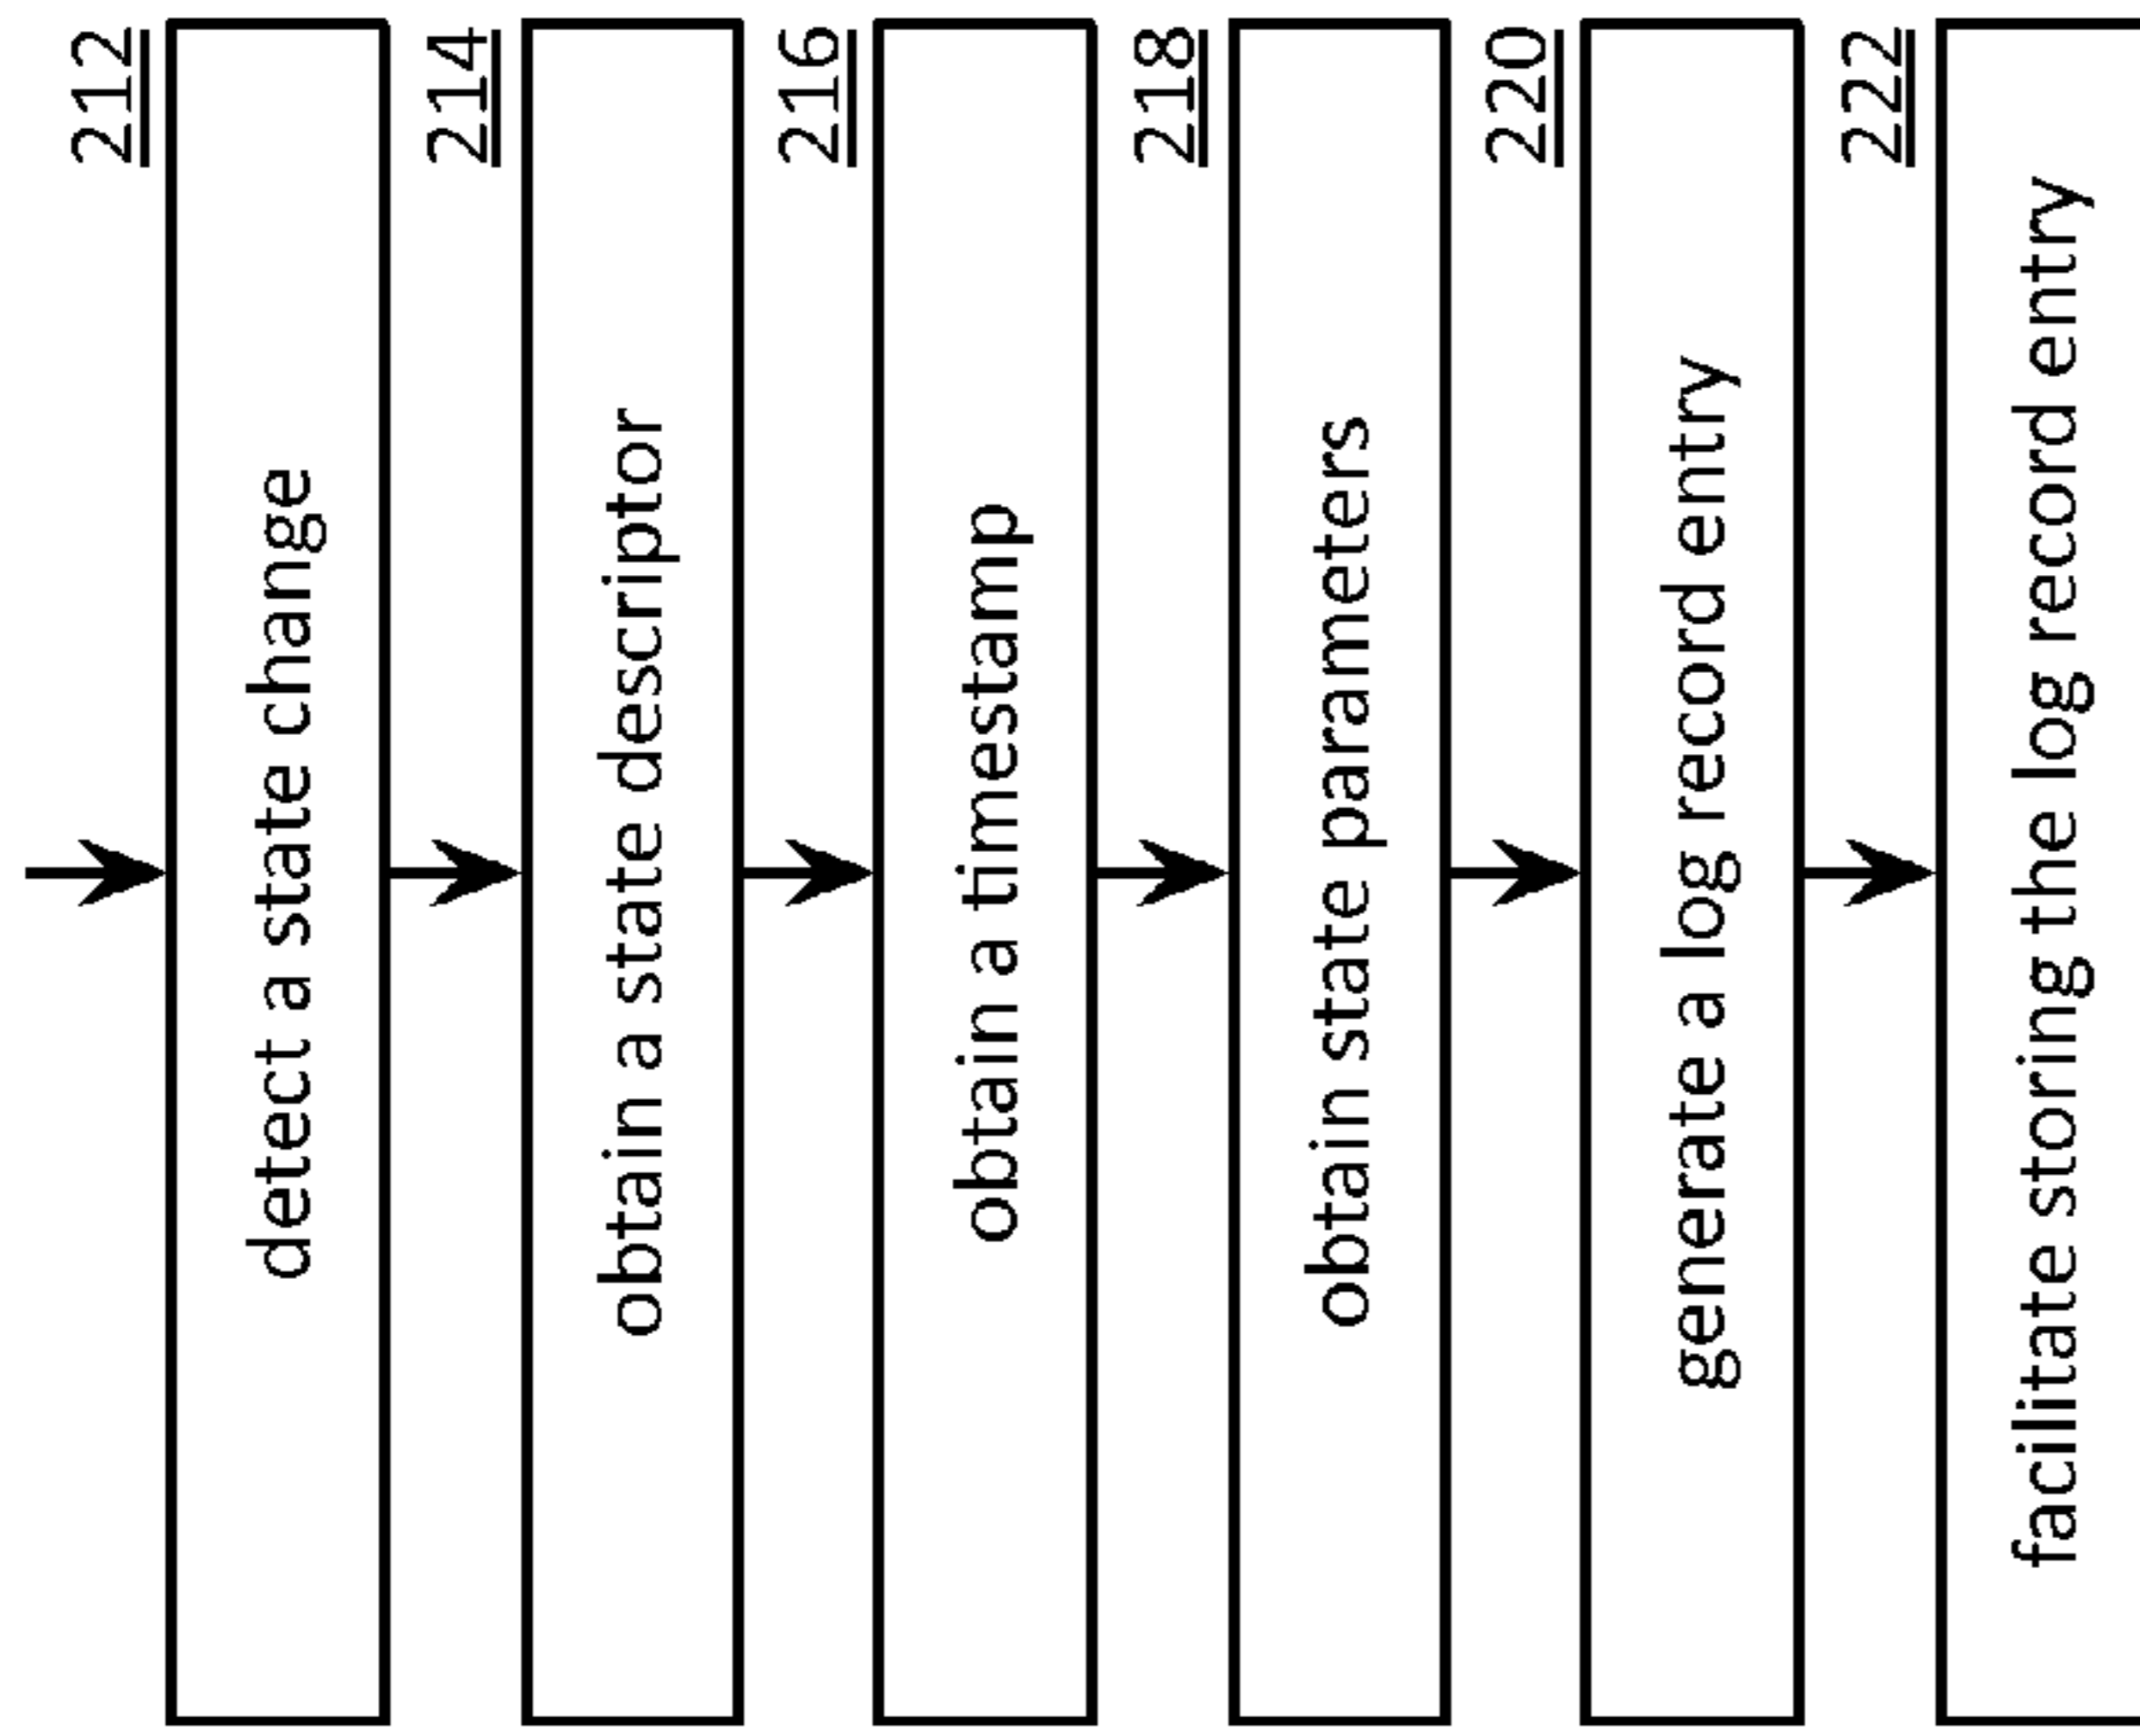 212
detect a state change
214
obtain a state descriptor
216
obtain a timestamp
218
obtain state parameters
220
generate a log record entry
222
facilitate storing the log record entry